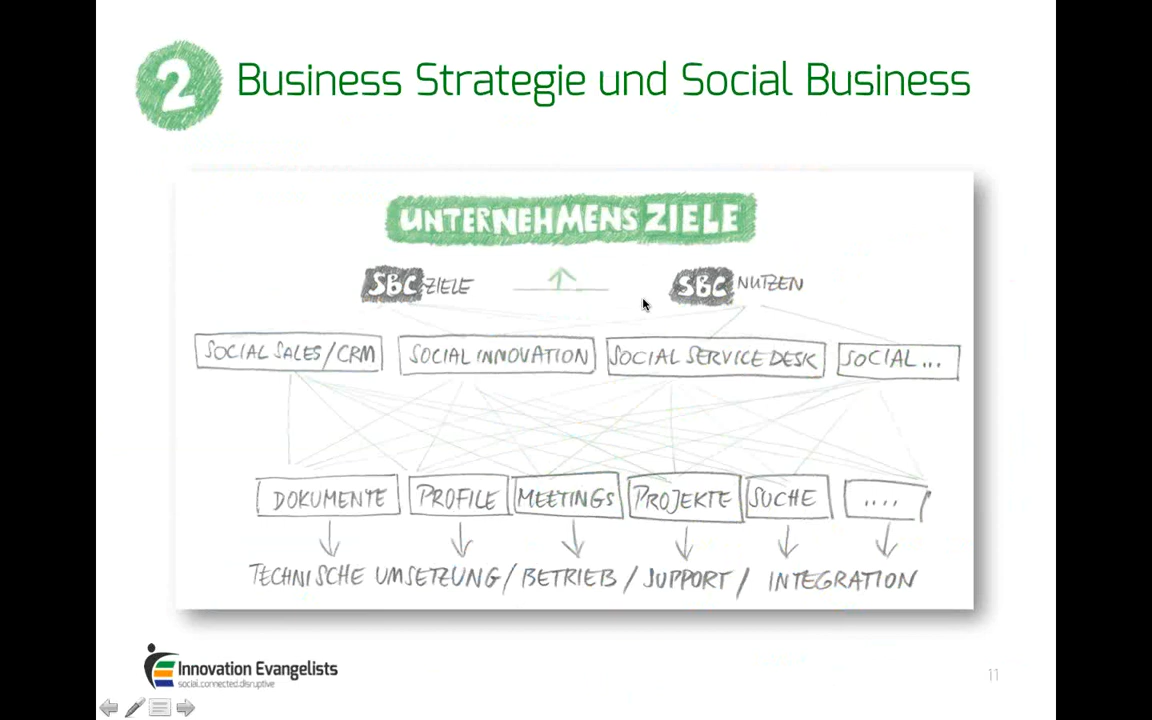 2 Business Strategie und Social Business
UNTERNEHMENS ZIELE
SBC ZIELE SBC NUTZEN
SOCIAL SALES/CRM SOCIAL INNOVATION SOCIAL SERVICE DESK SOCIAL ...
DOKUMENTE PROFILE MEETINGS PROJEKTE SUCHE ....
TECHNISCHE UMSETZUNG / BETRIEB / SUPPORT / INTEGRATION
Innovation Evangelists
social.connected.disruptive
11